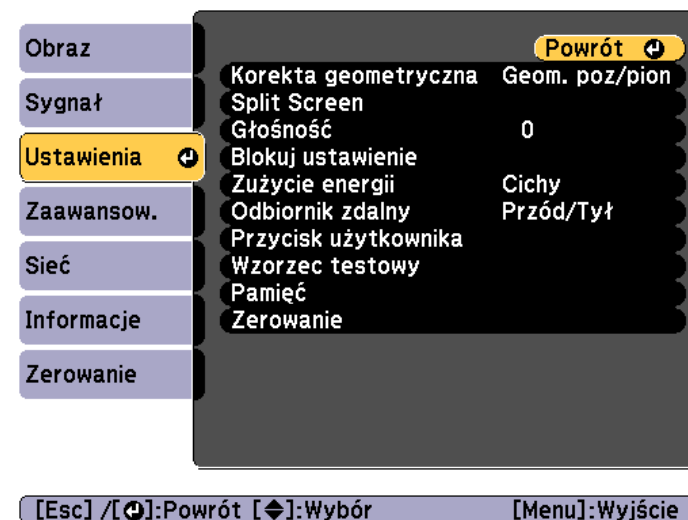 Obraz
Sygnał
Ustawienia
Zaawansow.
Sieć
Informacje
Zerowanie
Powrót
Korekta geometryczna Geom. poz/pion
Split Screen
Głośność 0
Blokuj ustawienie
Zużycie energii Cichy
Odbiornik zdalny Przód/Tył
Przycisk użytkownika
Wzorzec testowy
Pamięć
Zerowanie
[Esc] /[⏎]:Powrót [◆]:Wybór [Menu]:Wyjście